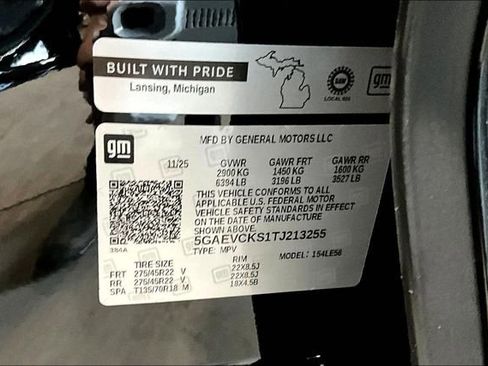 BUILT WITH PRIDE
Lansing, Michigan
UAW
LOCAL 602
gm
gm
MFD BY GENERAL MOTORS LLC
11/25 GVWR GAWR FRT GAWR RR
2900 KG 1450 KG 1600 KG
6394 LB 3196 LB 3527 LB
THIS VEHICLE CONFORMS TO ALL
APPLICABLE U.S. FEDERAL MOTOR
VEHICLE SAFETY STANDARDS IN EFFECT
ON THE DATE OF MANUFACTURE
SHOWN ABOVE.
5GAEVCKS1TJ213255
384A
TYPE: MPV MODEL: 154LE56
RIM
FRT 275/45R22 V 22X8.5J
RR 275/45R22 V 22X8.5J
SPA T135/70R18 M 18X4.5B